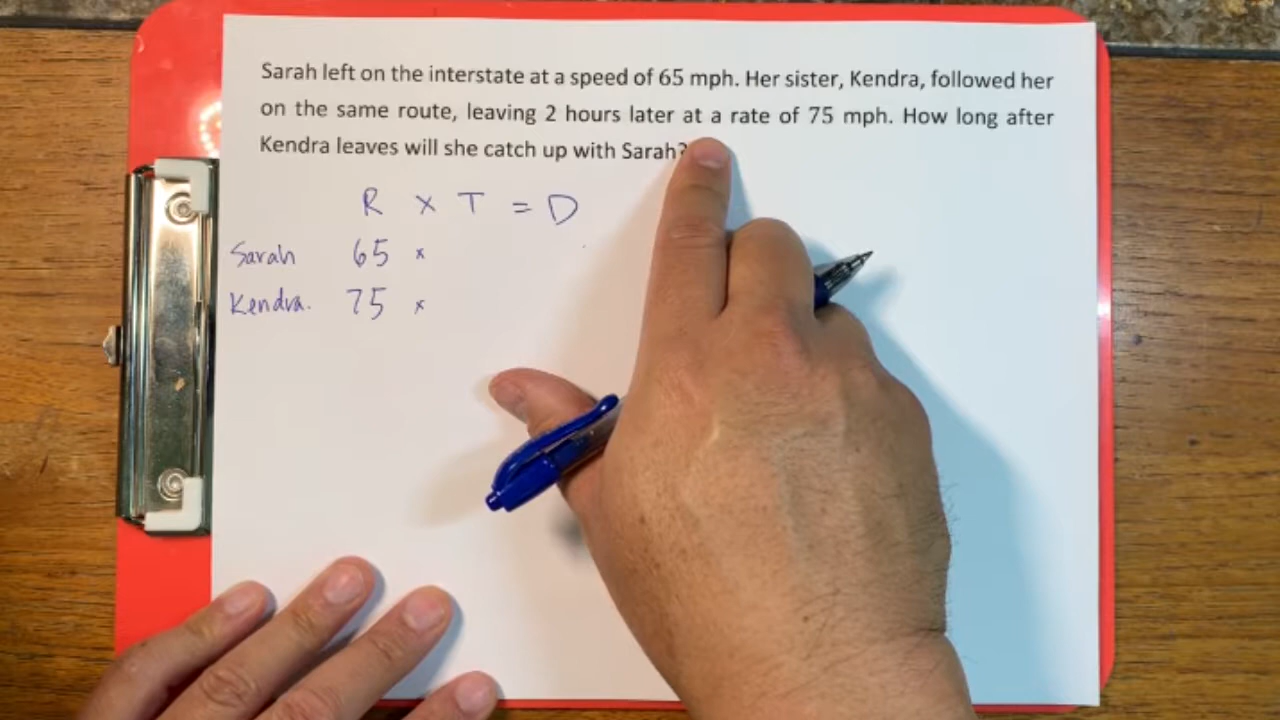 Sarah left on the interstate at a speed of 65 mph. Her sister, Kendra, followed her
on the same route, leaving 2 hours later at a rate of 75 mph. How long after
Kendra leaves will she catch up with Sarah?
R x T = D
Sarah 65 x
Kendra. 75 x